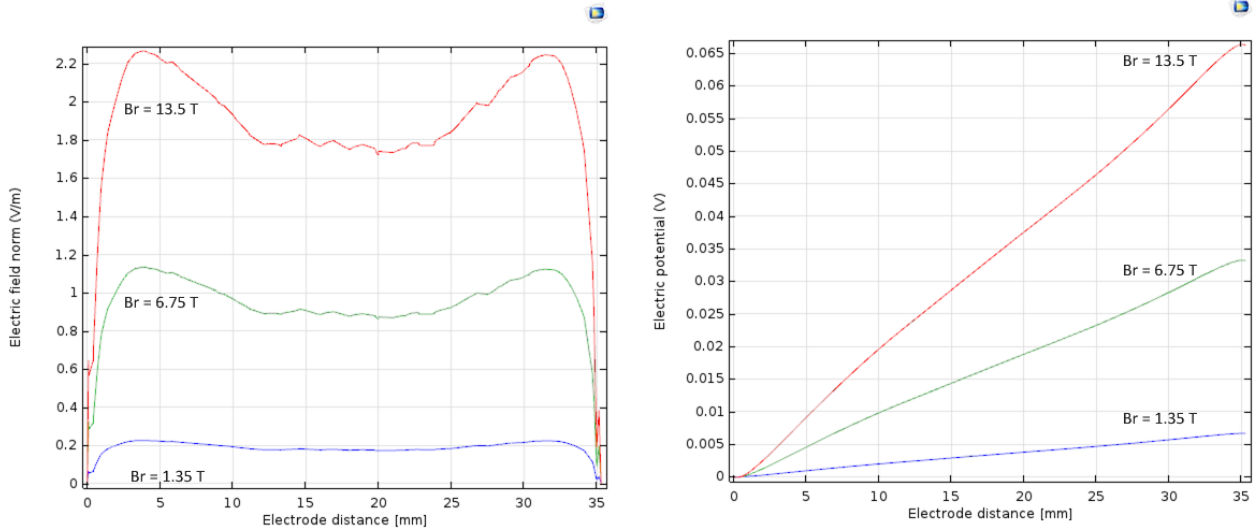 2.2
2
1.8
1.6
1.4
1.2
1
0.8
0.6
0.4
0.2
0
Electric field norm (V/m)
Br = 13.5 T
Br = 6.75 T
Br = 1.35 T
0 5 10 15 20 25 30 35
Electrode distance [mm]
0.065
0.06
0.055
0.05
0.045
0.04
0.035
0.03
0.025
0.02
0.015
0.01
0.005
0
Electric potential (V)
Br = 13.5 T
Br = 6.75 T
Br = 1.35 T
0 5 10 15 20 25 30 35
Electrode distance [mm]